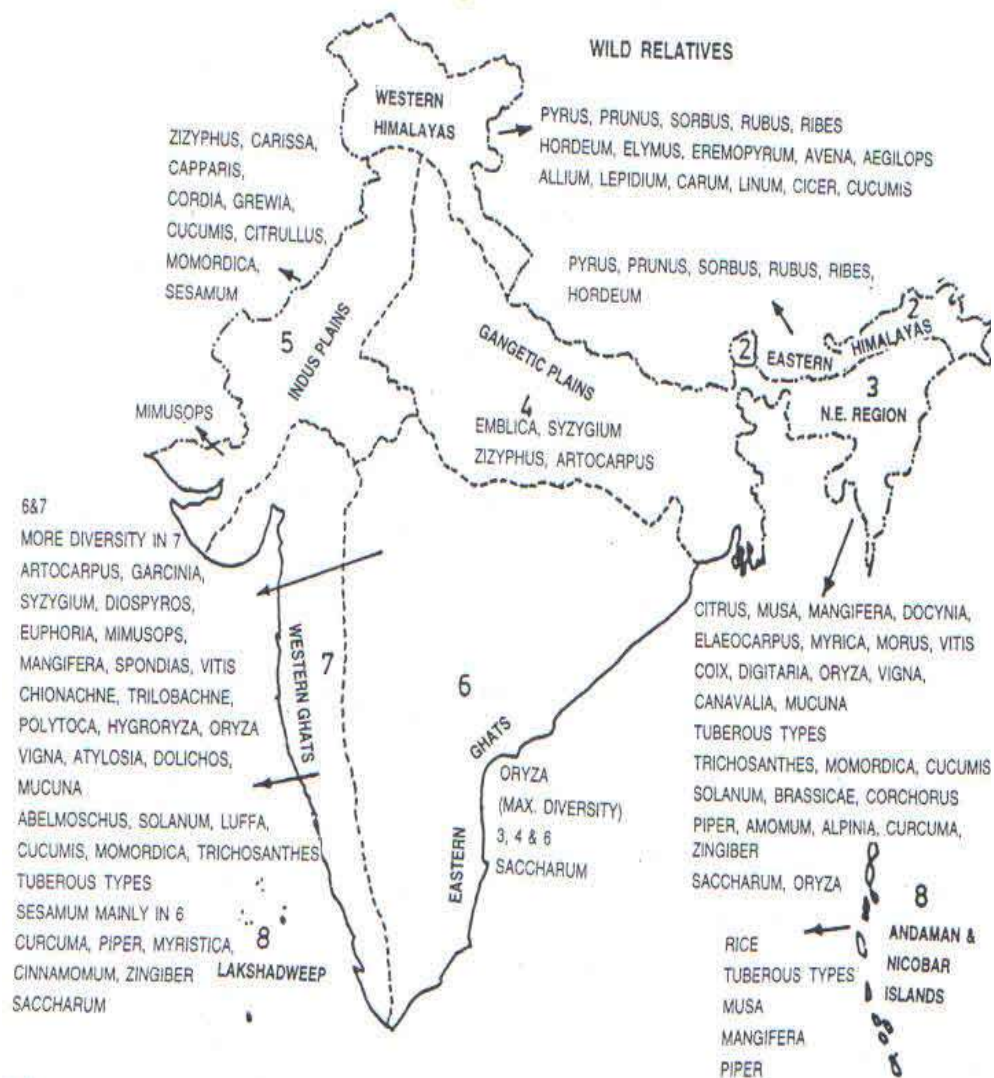 WILD RELATIVES
WESTERN
HIMALAYAS
PYRUS, PRUNUS, SORBUS, RUBUS, RIBES
HORDEUM, ELYMUS, EREMOPYRUM, AVENA, AEGILOPS
ALLIUM, LEPIDIUM, CARUM, LINUM, CICER, CUCUMIS
ZIZYPHUS, CARISSA,
CAPPARIS,
CORDIA, GREWIA,
CUCUMIS, CITRULLUS,
MOMORDICA,
SESAMUM
PYRUS, PRUNUS, SORBUS, RUBUS, RIBES,
HORDEUM
5
INDUS PLAINS
GANGETIC PLAINS
4
EMBLICA, SYZYGIUM
ZIZYPHUS, ARTOCARPUS
2
EASTERN
HIMALAYAS
2
3
N.E. REGION
MIMUSOPS
6&7
MORE DIVERSITY IN 7
ARTOCARPUS, GARCINIA,
SYZYGIUM, DIOSPYROS,
EUPHORIA, MIMUSOPS,
MANGIFERA, SPONDIAS, VITIS
CHIONACHNE, TRILOBACHNE,
POLYTOCA, HYGRORYZA, ORYZA
VIGNA, ATYLOSIA, DOLICHOS,
MUCUNA
ABELMOSCHUS, SOLANUM, LUFFA,
CUCUMIS, MOMORDICA, TRICHOSANTHES
TUBEROUS TYPES
SESAMUM MAINLY IN 6
CURCUMA, PIPER, MYRISTICA,
CINNAMOMUM, ZINGIBER
SACCHARUM
8
LAKSHADWEEP
WESTERN GHATS
7
6
EASTERN
GHATS
ORYZA
(MAX. DIVERSITY)
3, 4 & 6
SACCHARUM
CITRUS, MUSA, MANGIFERA, DOCYNIA,
ELAEOCARPUS, MYRICA, MORUS, VITIS
COIX, DIGITARIA, ORYZA, VIGNA,
CANAVALIA, MUCUNA
TUBEROUS TYPES
TRICHOSANTHES, MOMORDICA, CUCUMIS
SOLANUM, BRASSICAE, CORCHORUS
PIPER, AMOMUM, ALPINIA, CURCUMA,
ZINGIBER
SACCHARUM, ORYZA
8
ANDAMAN &
NICOBAR
ISLANDS
RICE
TUBEROUS TYPES
MUSA
MANGIFERA
PIPER